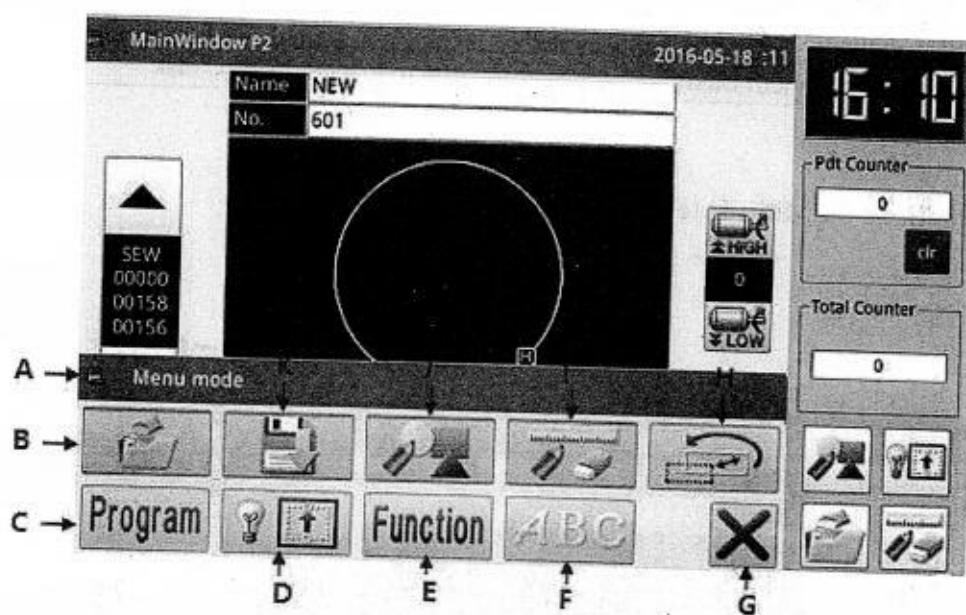 MainWindow P2
2016-05-18 :11
16:10
Name NEW
No. 601
Pdt Counter
0
clr
SEW
00000
00158
00156
HIGH
0
LOW
Total Counter
0
H
H
A
Menu mode
B
C
Program
Function
ABC
D
E
F
G